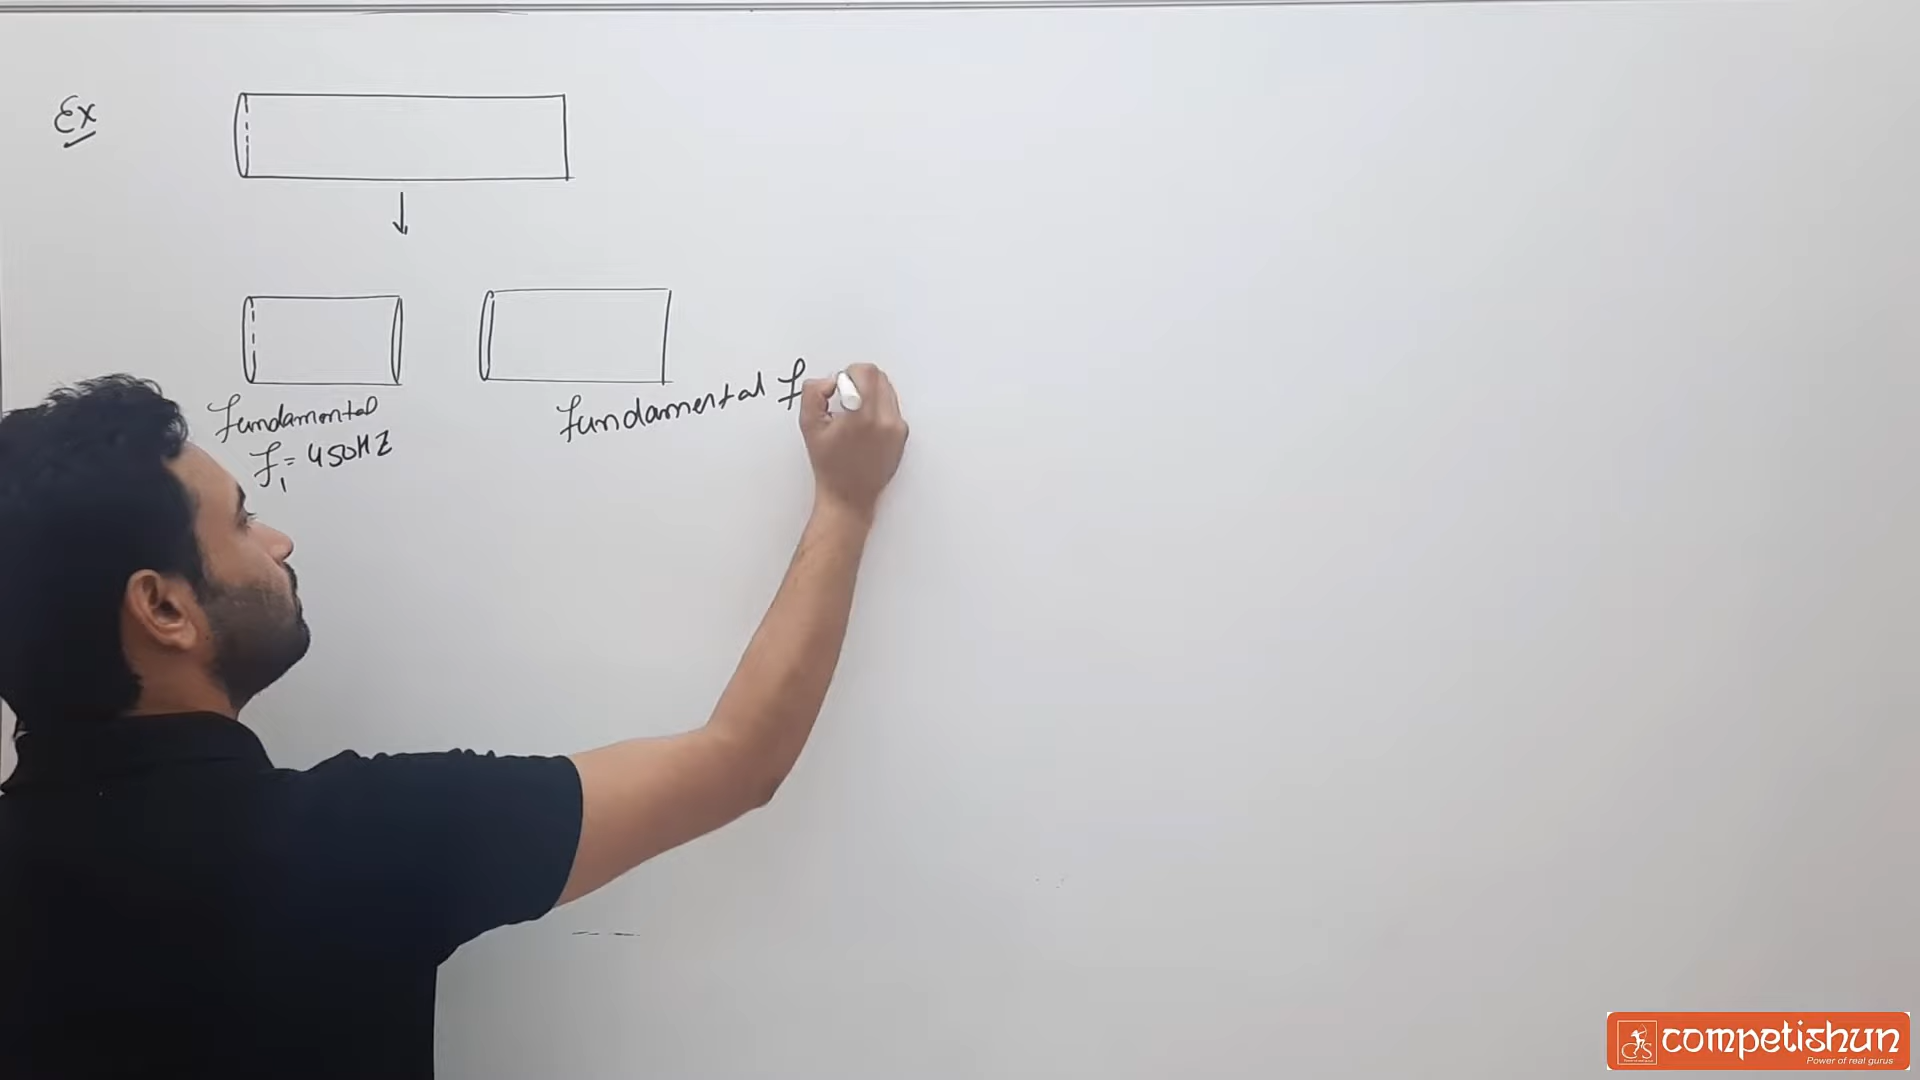 Ex
fundamental
f₁ = 450HZ
fundamental f
competishun
Power of real gurus